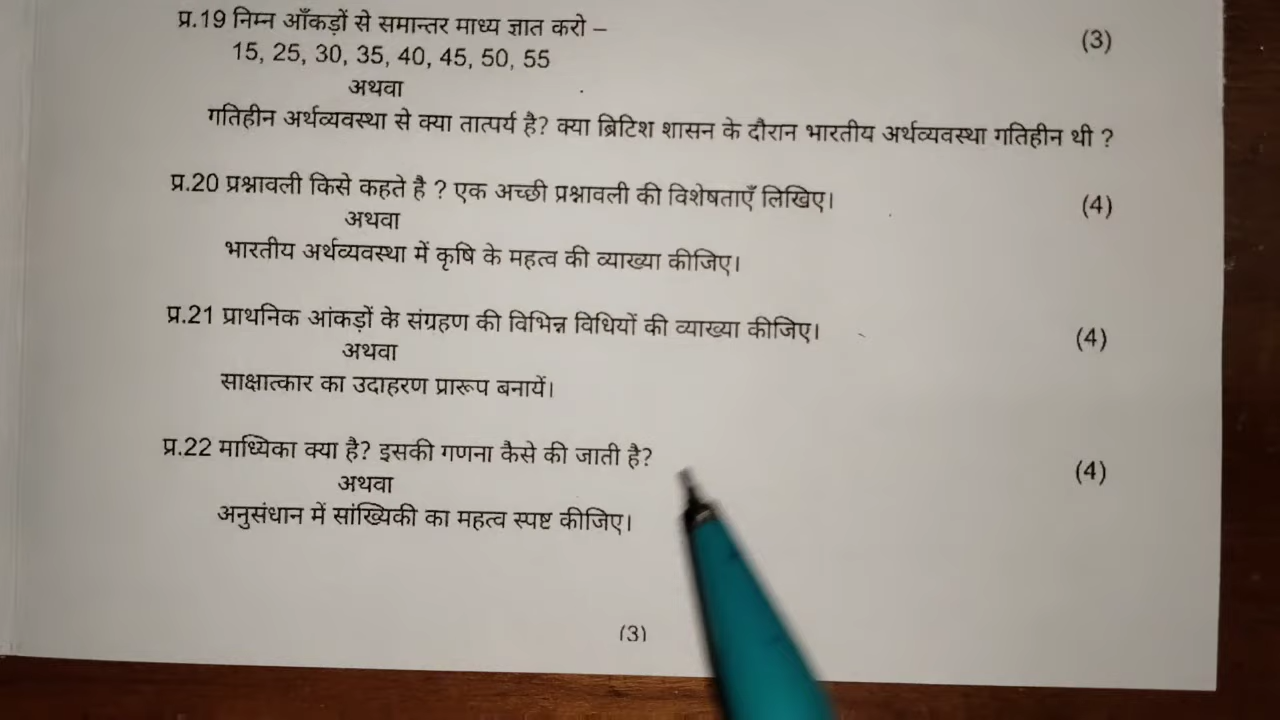 प्र.19 निम्न आँकड़ों से समान्तर माध्य ज्ञात करो – (3)
15, 25, 30, 35, 40, 45, 50, 55
अथवा
गतिहीन अर्थव्यवस्था से क्या तात्पर्य है? क्या ब्रिटिश शासन के दौरान भारतीय अर्थव्यवस्था गतिहीन थी ?
प्र.20 प्रश्नावली किसे कहते है ? एक अच्छी प्रश्नावली की विशेषताएँ लिखिए। (4)
अथवा
भारतीय अर्थव्यवस्था में कृषि के महत्व की व्याख्या कीजिए।
प्र.21 प्राथनिक आंकड़ों के संग्रहण की विभिन्न विधियों की व्याख्या कीजिए। (4)
अथवा
साक्षात्कार का उदाहरण प्रारूप बनायें।
प्र.22 माध्यिका क्या है? इसकी गणना कैसे की जाती है? (4)
अथवा
अनुसंधान में सांख्यिकी का महत्व स्पष्ट कीजिए।
(3)